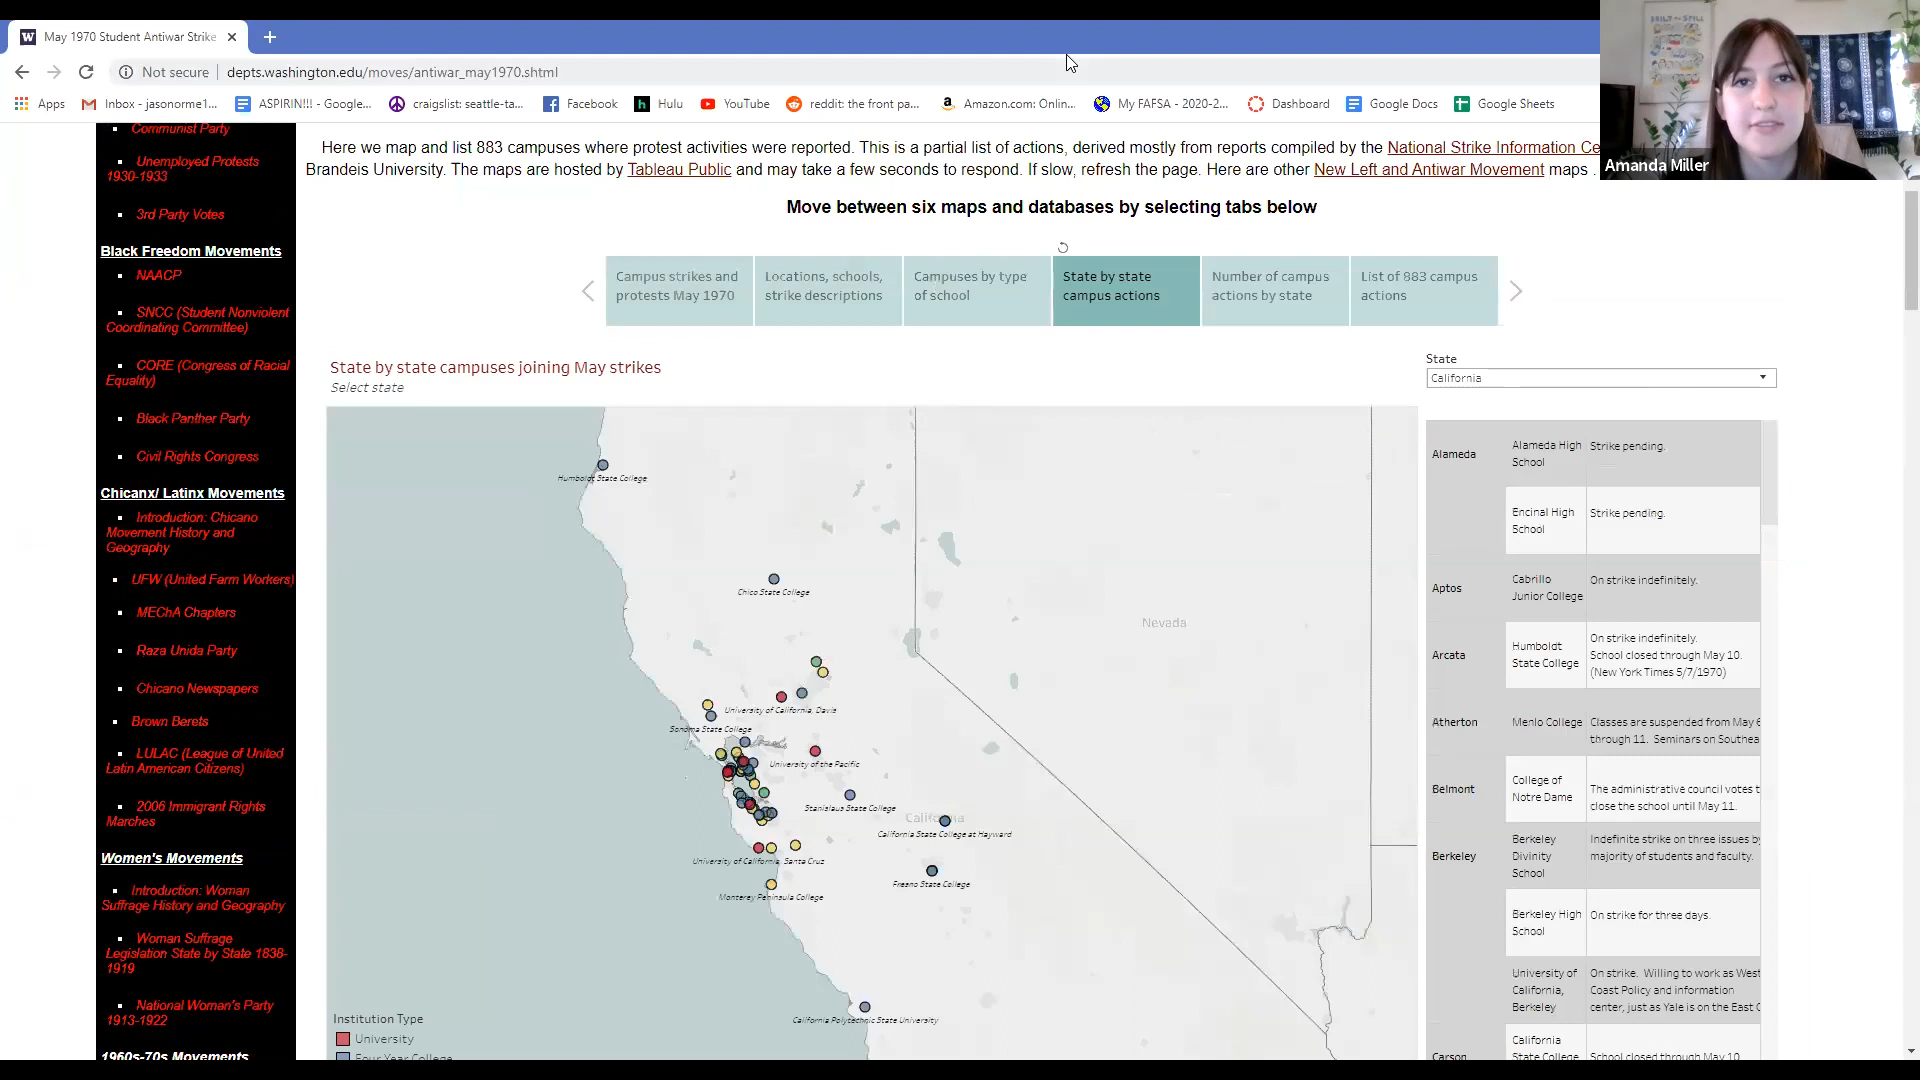 May 1970 Student Antiwar Strike
Not secure
depts.washington.edu/moves/antiwar_may1970.shtml
Apps
Inbox - jasonorme1...
ASPIRIN!!! - Google...
craigslist: seattle-ta...
Facebook
Hulu
YouTube
reddit: the front pa...
Amazon.com: Onlin...
My FAFSA - 2020-2...
Dashboard
Google Docs
Google Sheets
Amanda Miller
Communist Party
Unemployed Protests
1930-1933
3rd Party Votes
Black Freedom Movements
NAACP
SNCC (Student Nonviolent
Coordinating Committee)
CORE (Congress of Racial
Equality)
Black Panther Party
Civil Rights Congress
Chicanx/ Latinx Movements
Introduction: Chicano
Movement History and
Geography
UFW (United Farm Workers)
MEChA Chapters
Raza Unida Party
Chicano Newspapers
Brown Berets
LULAC (League of United
Latin American Citizens)
2006 Immigrant Rights
Marches
Women's Movements
Introduction: Woman
Suffrage History and Geography
Woman Suffrage
Legislation State by State 1838-
1919
National Woman's Party
1913-1922
1960s-70s Movements
Here we map and list 883 campuses where protest activities were reported. This is a partial list of actions, derived mostly from reports compiled by the National Strike Information Ce
Brandeis University. The maps are hosted by Tableau Public and may take a few seconds to respond. If slow, refresh the page. Here are other New Left and Antiwar Movement maps .
Move between six maps and databases by selecting tabs below
Campus strikes and
protests May 1970
Locations, schools,
strike descriptions
Campuses by type
of school
State by state
campus actions
Number of campus
actions by state
List of 883 campus
actions
State by state campuses joining May strikes
Select state
State
California
Humboldt State College
Chico State College
Nevada
University of California, Davis
Sonoma State College
University of the Pacific
Stanislaus State College
California
California State College at Hayward
University of California, Santa Cruz
Fresno State College
Monterey Peninsula College
California Polytechnic State University
Institution Type
University
Four Year College
Alameda
Alameda High
School
Strike pending.
Encinal High
School
Strike pending.
Aptos
Cabrillo
Junior College
On strike indefinitely.
Arcata
Humboldt
State College
On strike indefinitely.
School closed through May 10.
(New York Times 5/7/1970)
Atherton
Menlo College
Classes are suspended from May 6
through 11. Seminars on Southea
Belmont
College of
Notre Dame
The administrative council votes t
close the school until May 11.
Berkeley
Berkeley
Divinity
School
Indefinite strike on three issues by
majority of students and faculty.
Berkeley High
School
On strike for three days.
University of
California,
Berkeley
On strike. Willing to work as West
Coast Policy and information
center, just as Yale is on the East C
Carson
California
State College
School closed through May 10